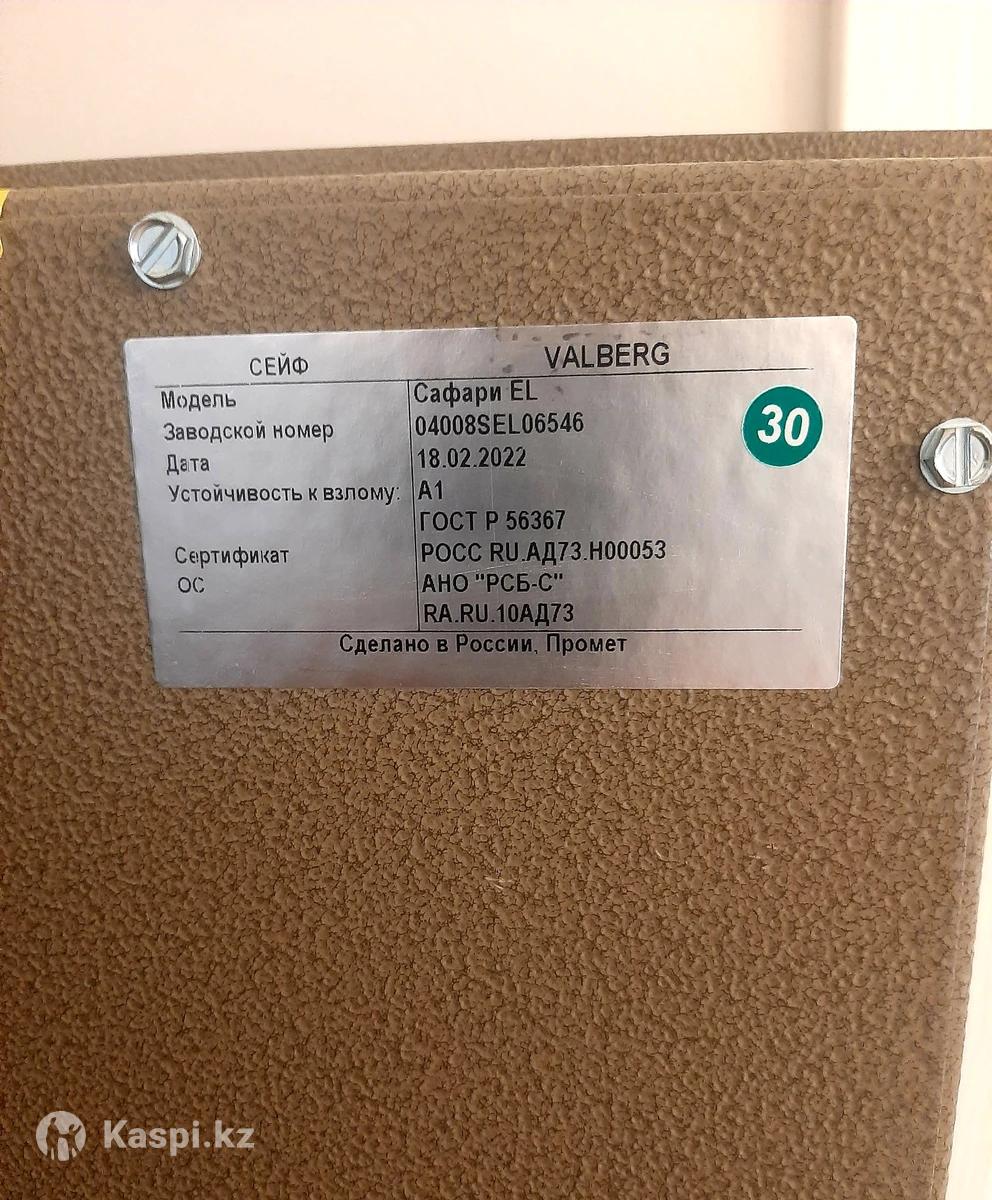 СЕЙФ VALBERG
Модель Сафари EL
30
Заводской номер 04008SEL06546
Дата 18.02.2022
Устойчивость к взлому: А1
ГОСТ Р 56367
Сертификат РОСС RU.АД73.Н00053
ОС АНО "РСБ-С"
RA.RU.10АД73
Сделано в России, Промет
Kaspi.kz